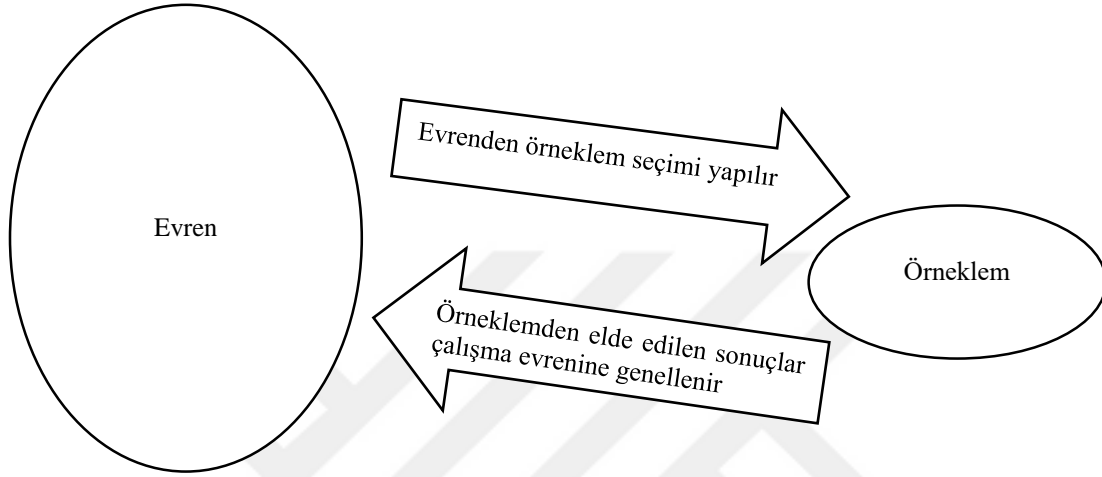 Evrenden örneklem seçimi yapılır
Evren
Örneklem
Örneklemden elde edilen sonuçlar
çalışma evrenine genellenir